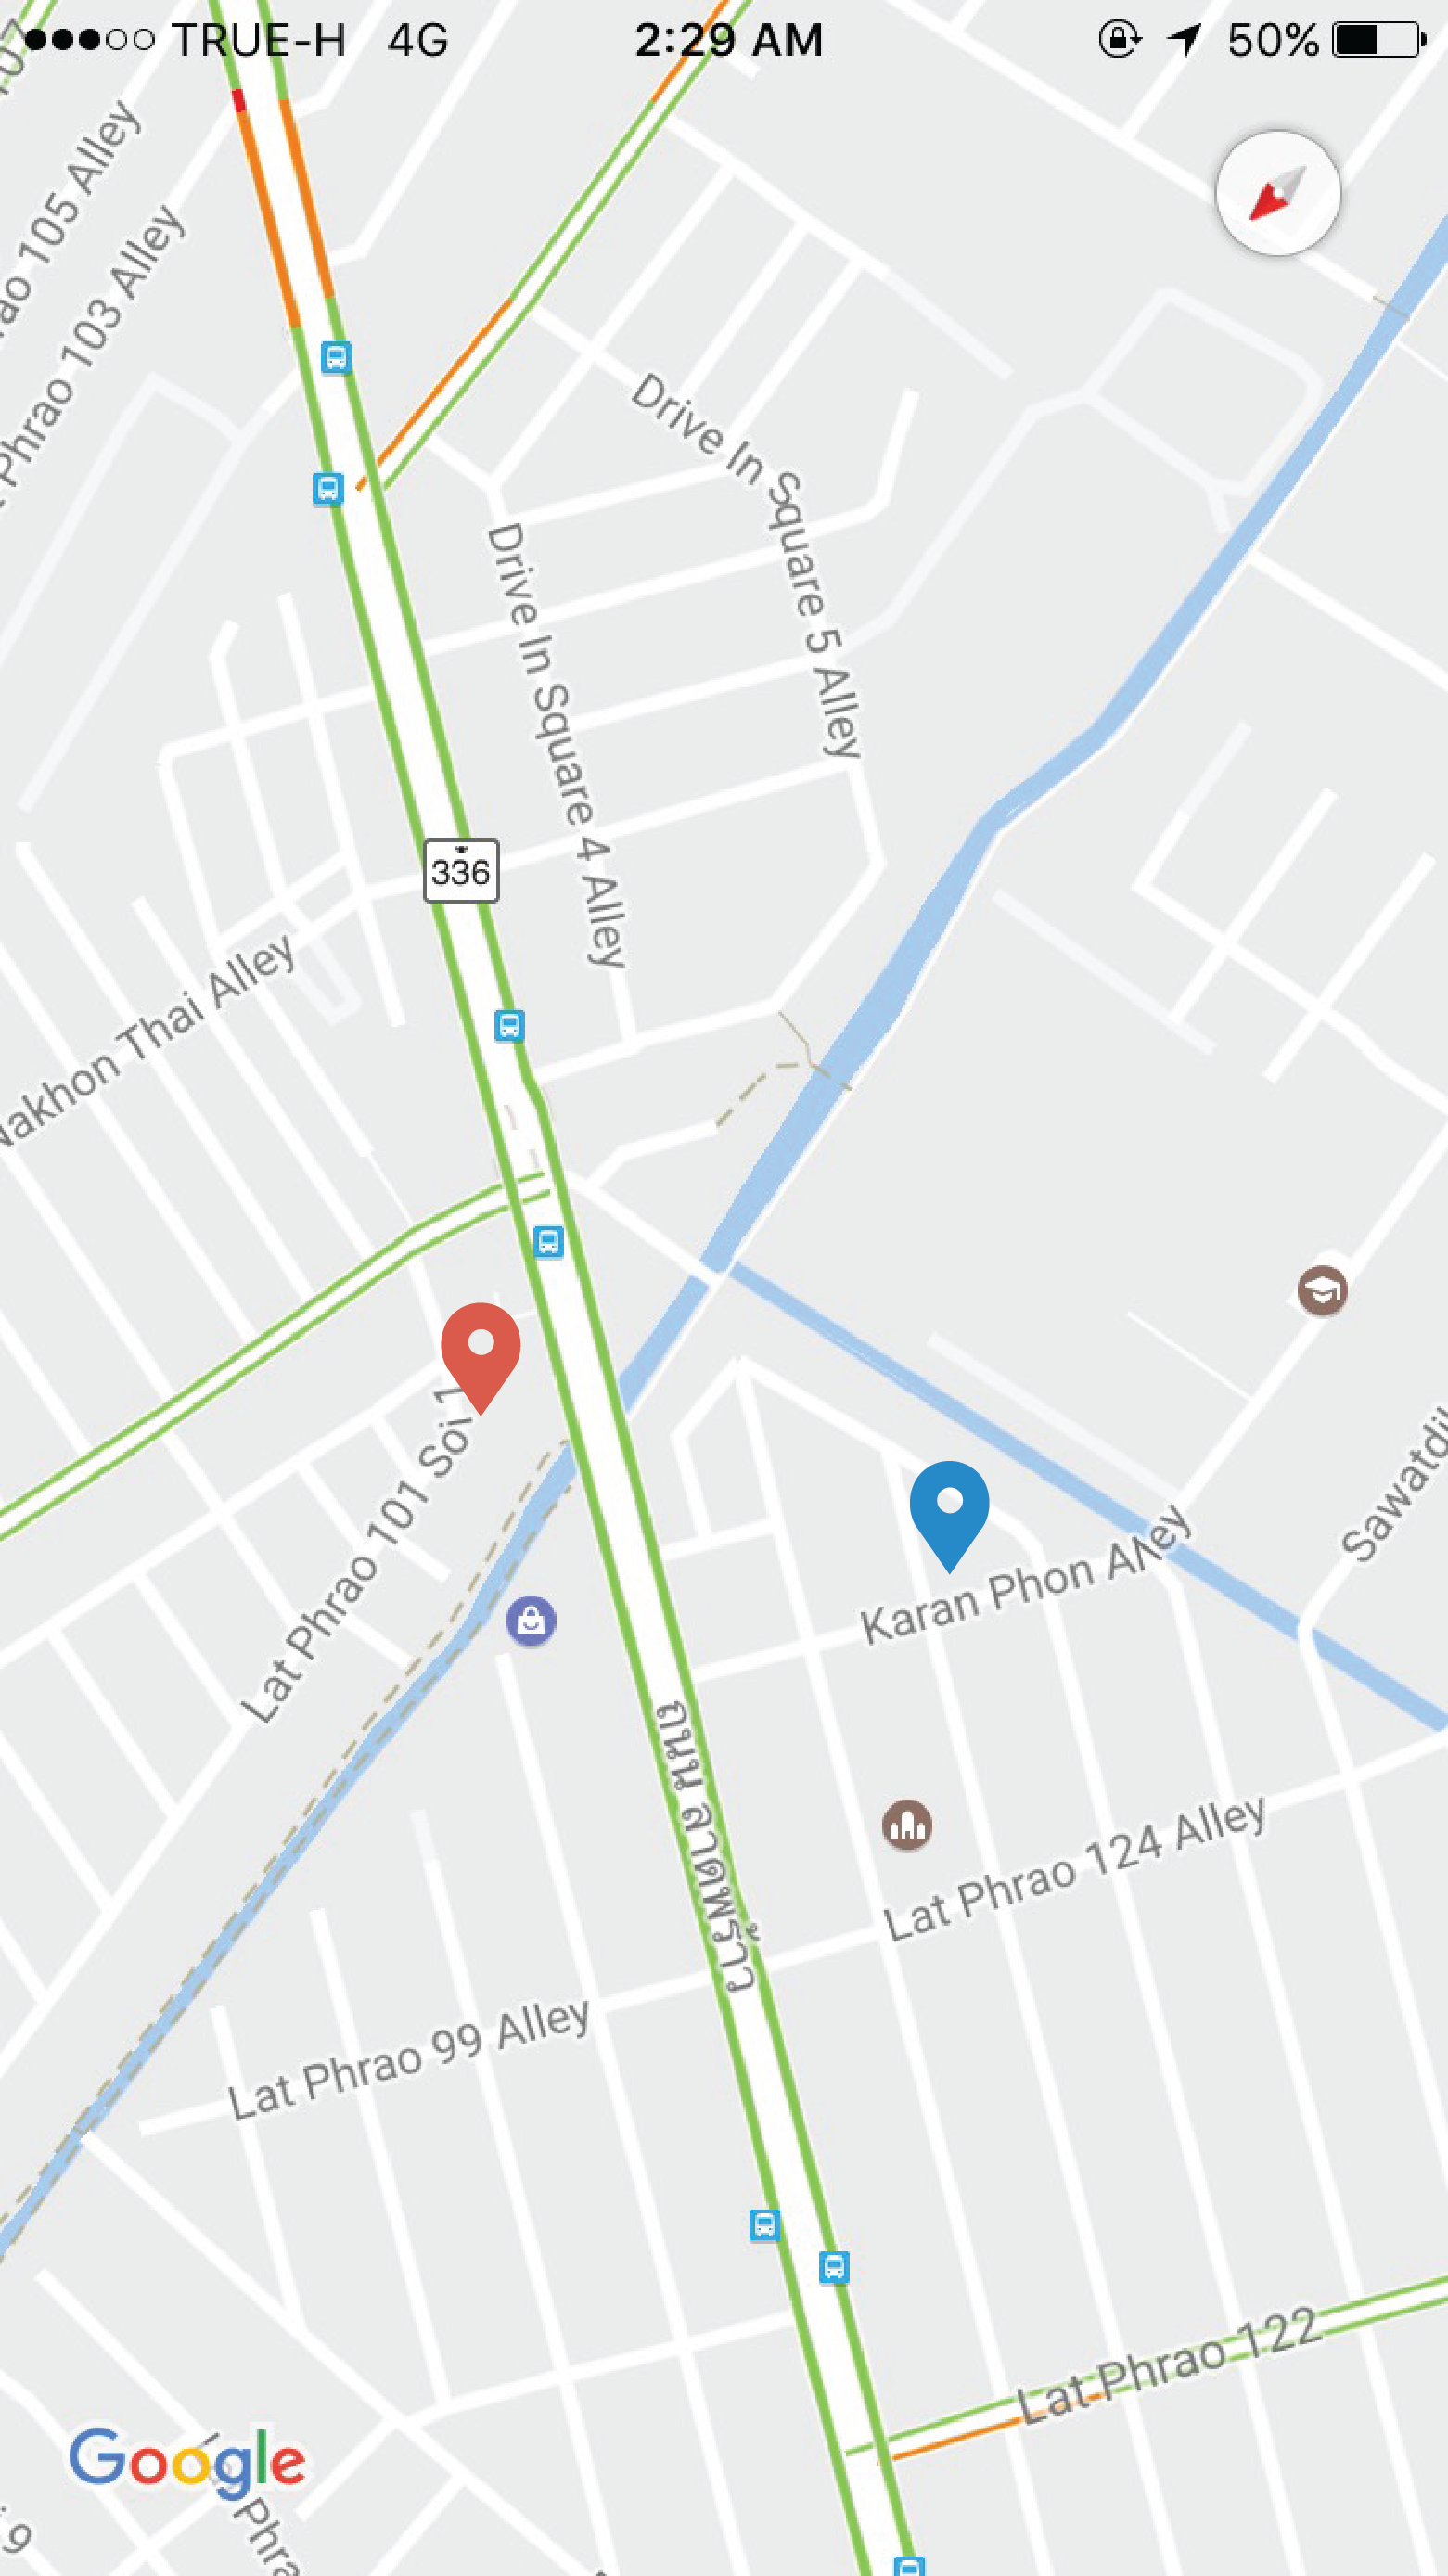 TRUE-H 4G 2:29 AM 50%
105 Alley
Phrao 103 Alley
Drive In Square 5 Alley
Drive In Square 4 Alley
336
Nakhon Thai Alley
Lat Phrao 101 Soi 1
Karan Phon Alley
ถนน ลาดพร้าว
Lat Phrao 124 Alley
Lat Phrao 99 Alley
Lat Phrao 122
Google